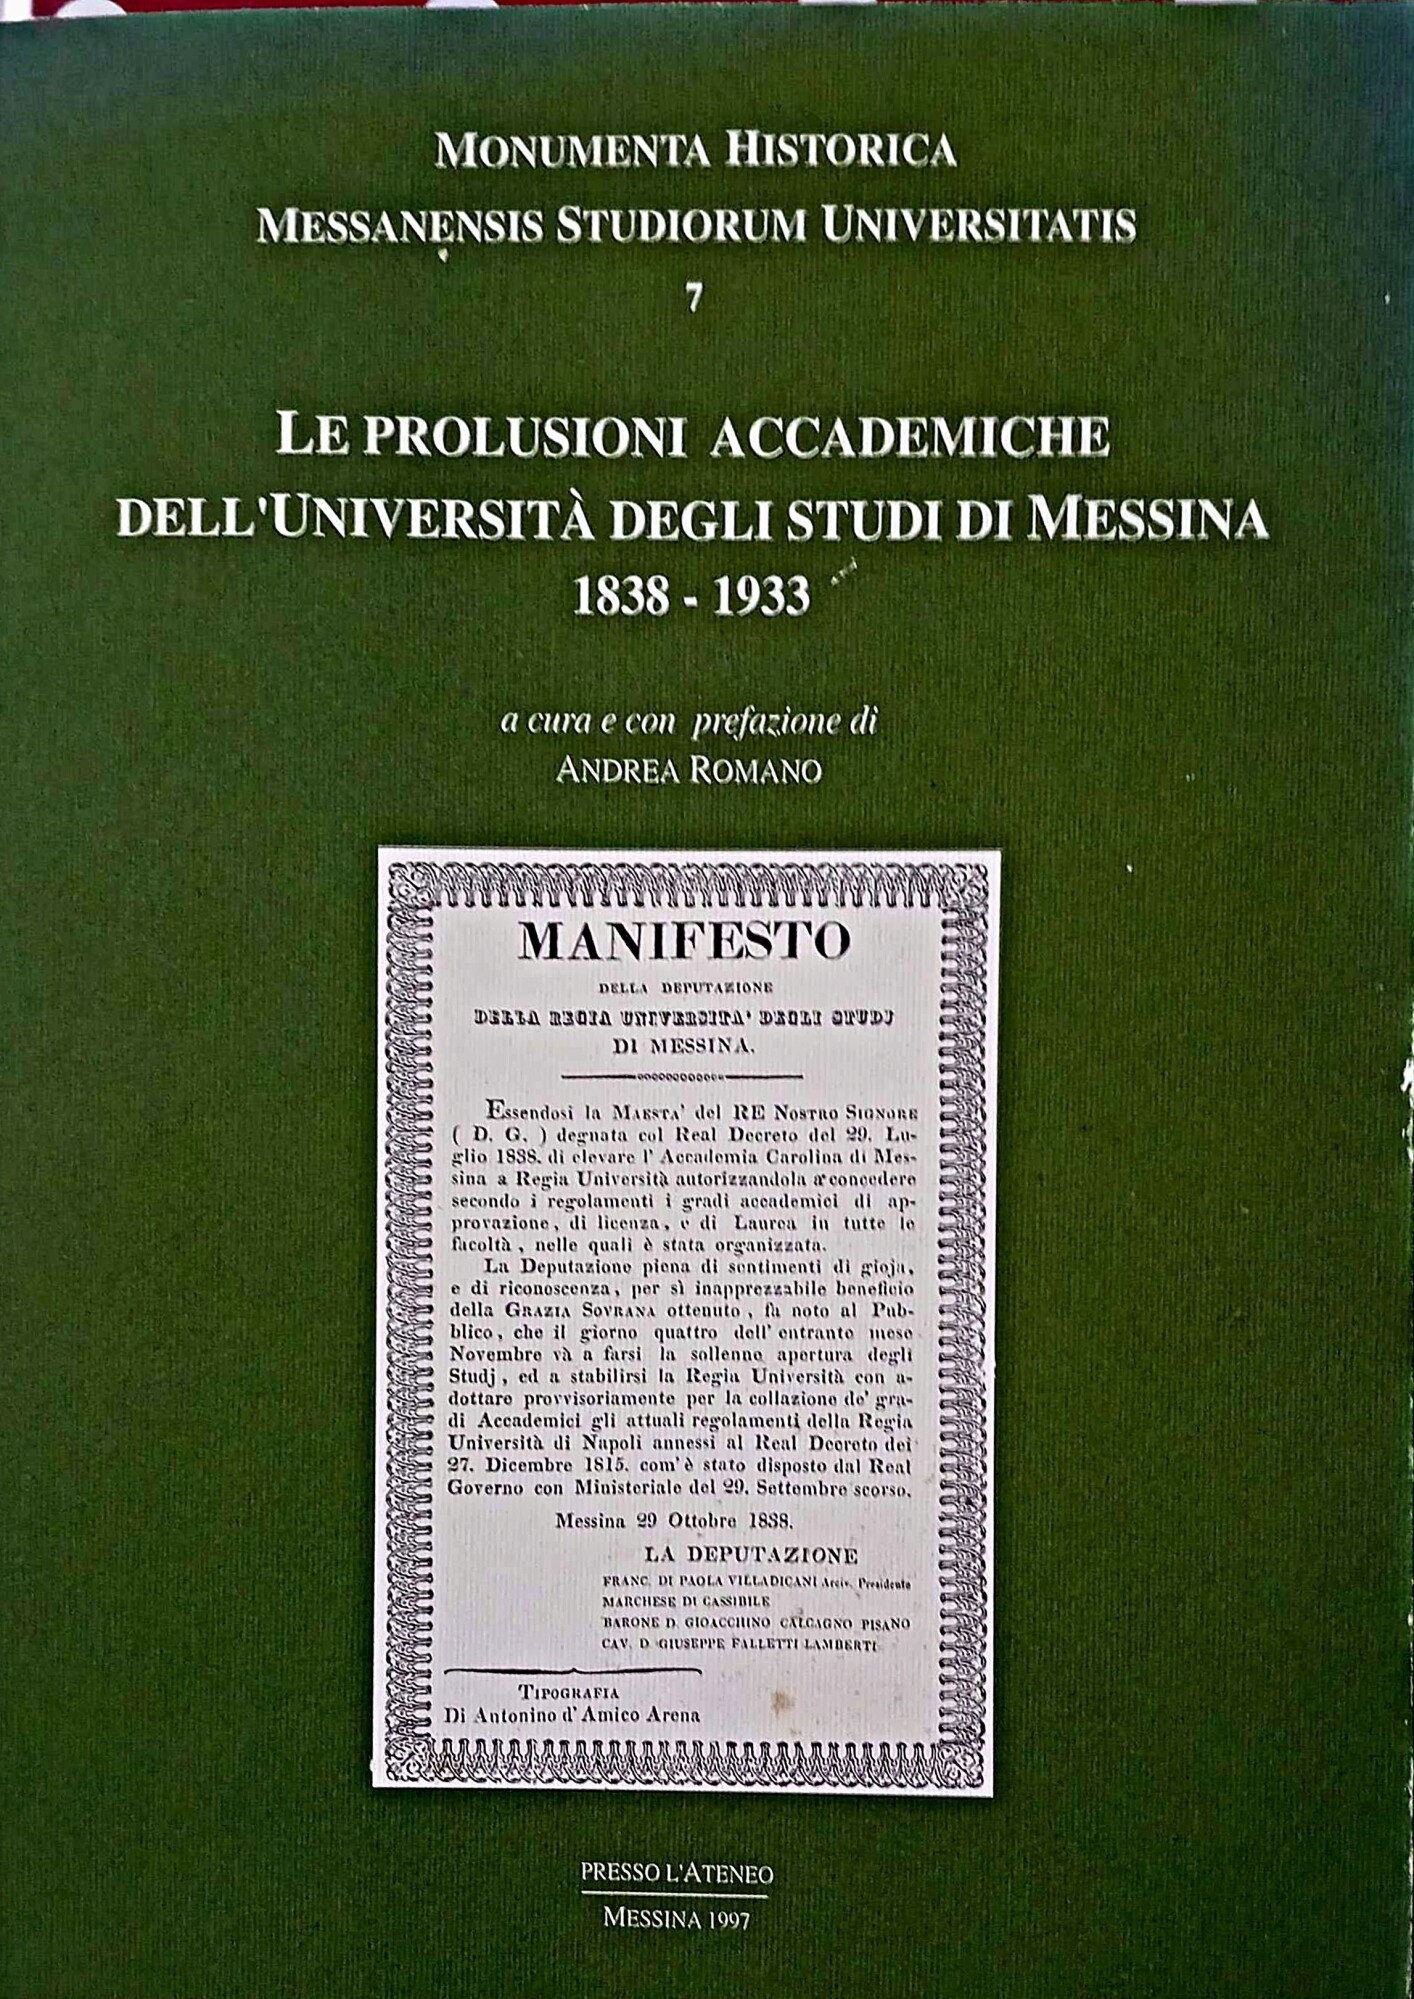 MONUMENTA HISTORICA
MESSANENSIS STUDIORUM UNIVERSITATIS
7
LE PROLUSIONI ACCADEMICHE
DELL'UNIVERSITÀ DEGLI STUDI DI MESSINA
1838 - 1933
a cura e con prefazione di
ANDREA ROMANO
MANIFESTO
DELLA DEPUTAZIONE
DELLA REGIA UNIVERSITA' DEGLI STUDJ
DI MESSINA.
Essendosi la MAESTA' del RE NOSTRO SIGNORE
( D. G. ) degnata col Real Decreto del 29. Lu-
glio 1838. di elevare l' Accademia Carolina di Mes-
sina a Regia Università autorizzandola a concedere
secondo i regolamenti i gradi accademici di ap-
provazione, di licenza, e di Laurea in tutte le
facoltà, nelle quali è stata organizzata.
La Deputazione piena di sentimenti di gioja,
e di riconoscenza, per sì inapprezzabile beneficio
della GRAZIA SOVRANA ottenuto, fà noto al Pub-
blico, che il giorno quattro dell' entrante mese
Novembre và a farsi la sollenne apertura degli
Studj, ed a stabilirsi la Regia Università con a-
dottare provvisoriamente per la collazione de' gra-
di Accademici gli attuali regolamenti della Regia
Università di Napoli annessi al Real Decreto dei
27. Dicembre 1815. com'è stato disposto dal Real
Governo con Ministeriale del 29. Settembre scorso.
Messina 29 Ottobre 1838.
LA DEPUTAZIONE
FRANC. DI PAOLA VILLADICANI Arciv. Presidente
MARCHESE DI CASSIBILE
BARONE D. GIOACCHINO CALCAGNO PISANO
CAV. D. GIUSEPPE FALLETTI LAMBERTI
TIPOGRAFIA
Di Antonino d' Amico Arena
PRESSO L'ATENEO
MESSINA 1997